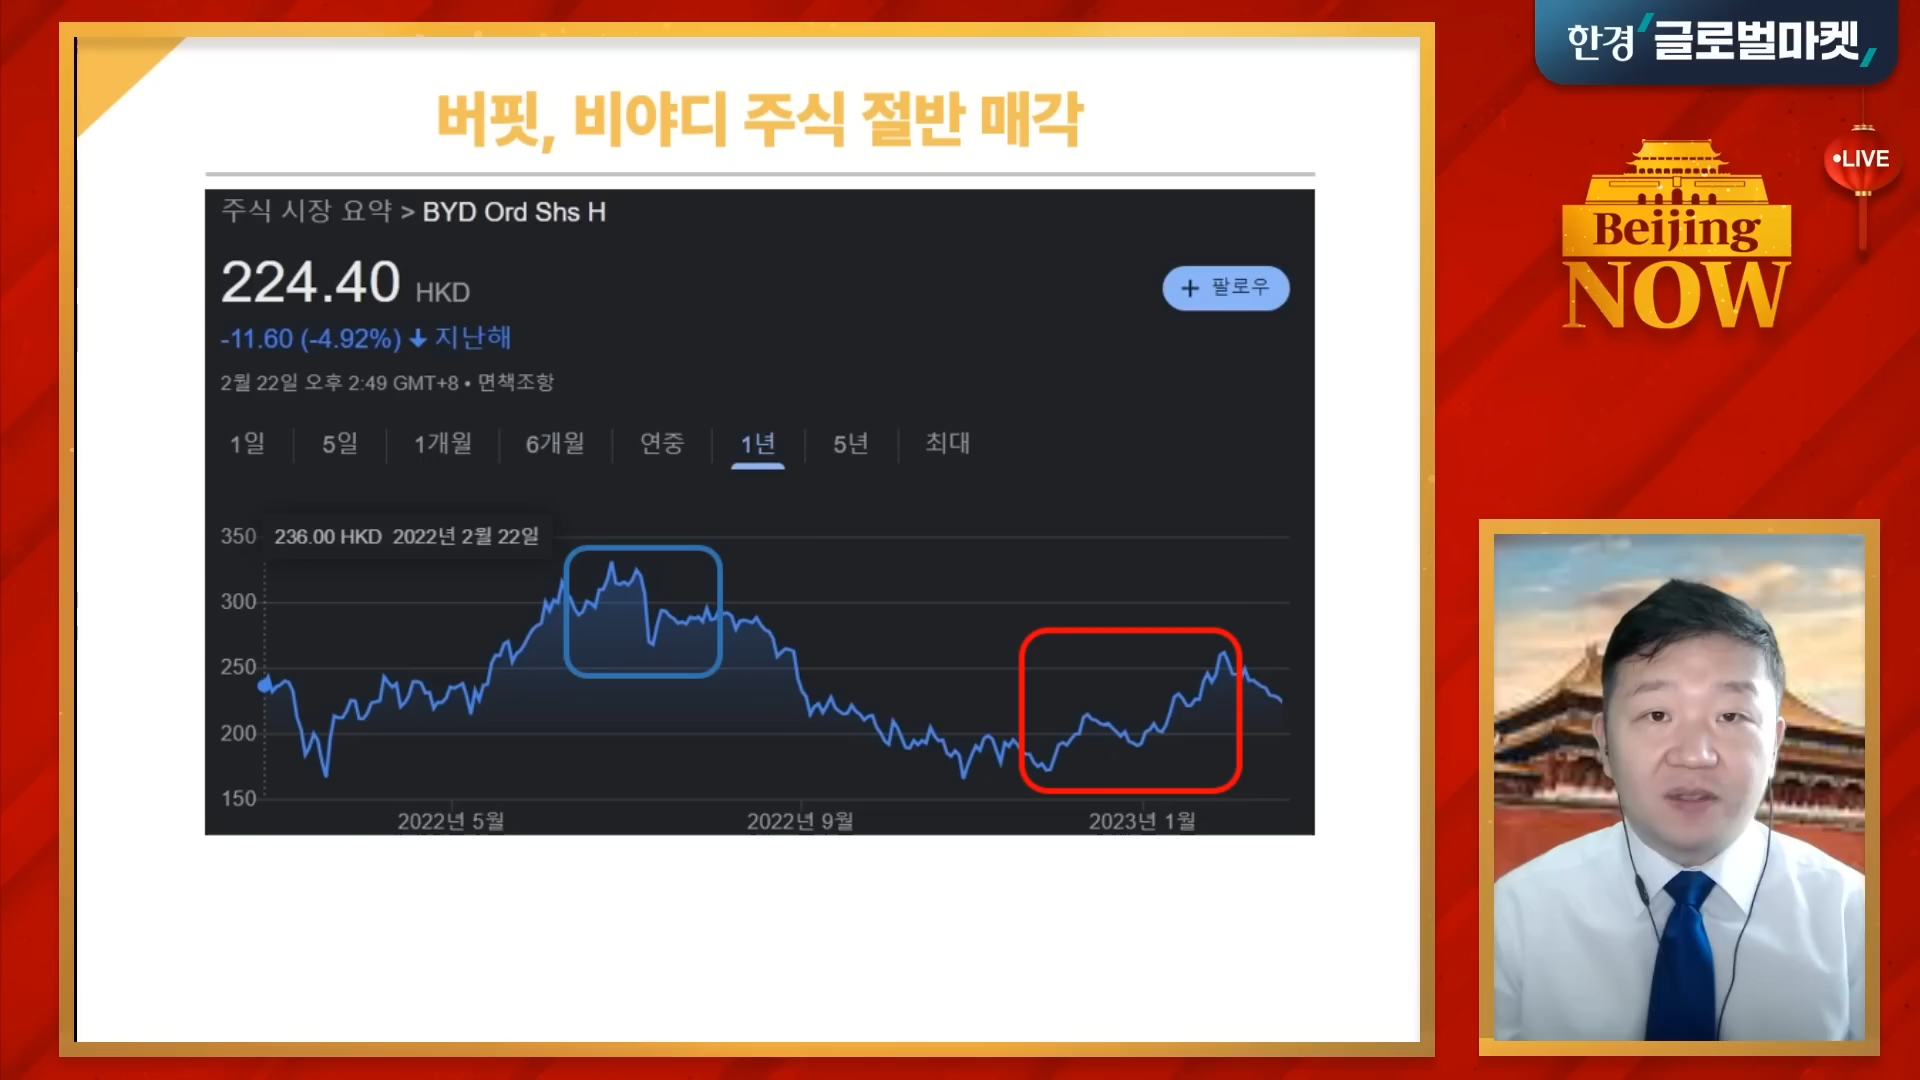 버핏, 비야디 주식 절반 매각
주식 시장 요약 > BYD Ord Shs H
224.40 HKD
+ 팔로우
-11.60 (-4.92%) ↓ 지난해
2월 22일 오후 2:49 GMT+8 • 면책조항
1일 5일 1개월 6개월 연중 1년 5년 최대
350 236.00 HKD 2022년 2월 22일
300
250
200
150
2022년 5월 2022년 9월 2023년 1월
한경 글로벌마켓
•LIVE
Beijing
NOW